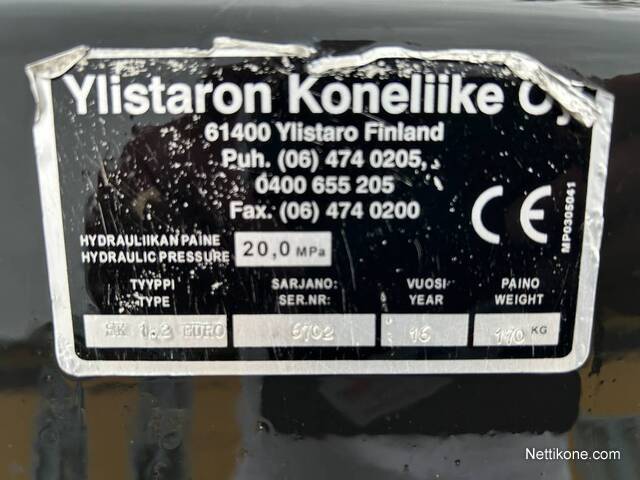 Ylistaron Koneliike Oy
61400 Ylistaro Finland
Puh. (06) 474 0205,
0400 655 205
Fax. (06) 474 0200
CE
MP0305041
HYDRAULIIKAN PAINE
HYDRAULIC PRESSURE 20,0 MPa
TYYPPI SARJANO: VUOSI PAINO
TYPE SER.NR: YEAR WEIGHT
1.2 EURO 6702 16 170 KG
Nettikone.com